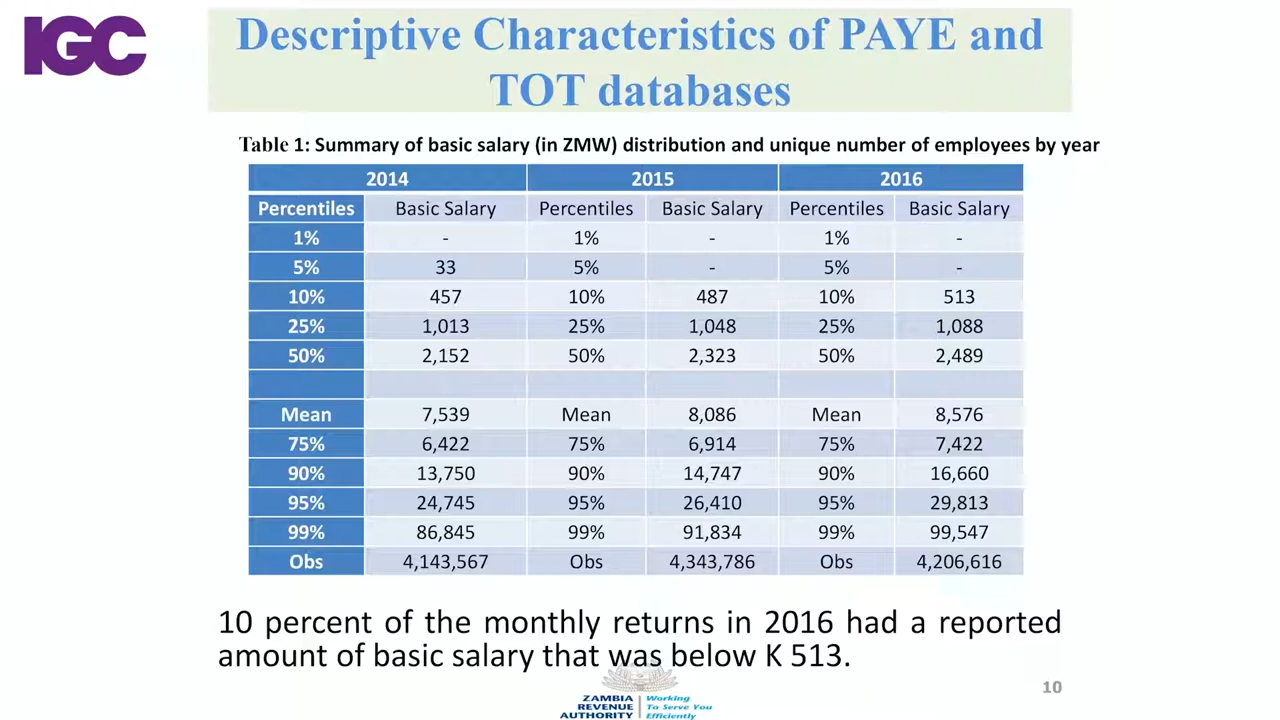 IGC
Descriptive Characteristics of PAYE and
TOT databases
Table 1: Summary of basic salary (in ZMW) distribution and unique number of employees by year
2014 2015 2016
Percentiles Basic Salary Percentiles Basic Salary Percentiles Basic Salary
1% - 1% - 1% -
5% 33 5% - 5% -
10% 457 10% 487 10% 513
25% 1,013 25% 1,048 25% 1,088
50% 2,152 50% 2,323 50% 2,489
Mean 7,539 Mean 8,086 Mean 8,576
75% 6,422 75% 6,914 75% 7,422
90% 13,750 90% 14,747 90% 16,660
95% 24,745 95% 26,410 95% 29,813
99% 86,845 99% 91,834 99% 99,547
Obs 4,143,567 Obs 4,343,786 Obs 4,206,616
10 percent of the monthly returns in 2016 had a reported
amount of basic salary that was below K 513.
10
ZAMBIA Working
REVENUE To Serve You
AUTHORITY Efficiently